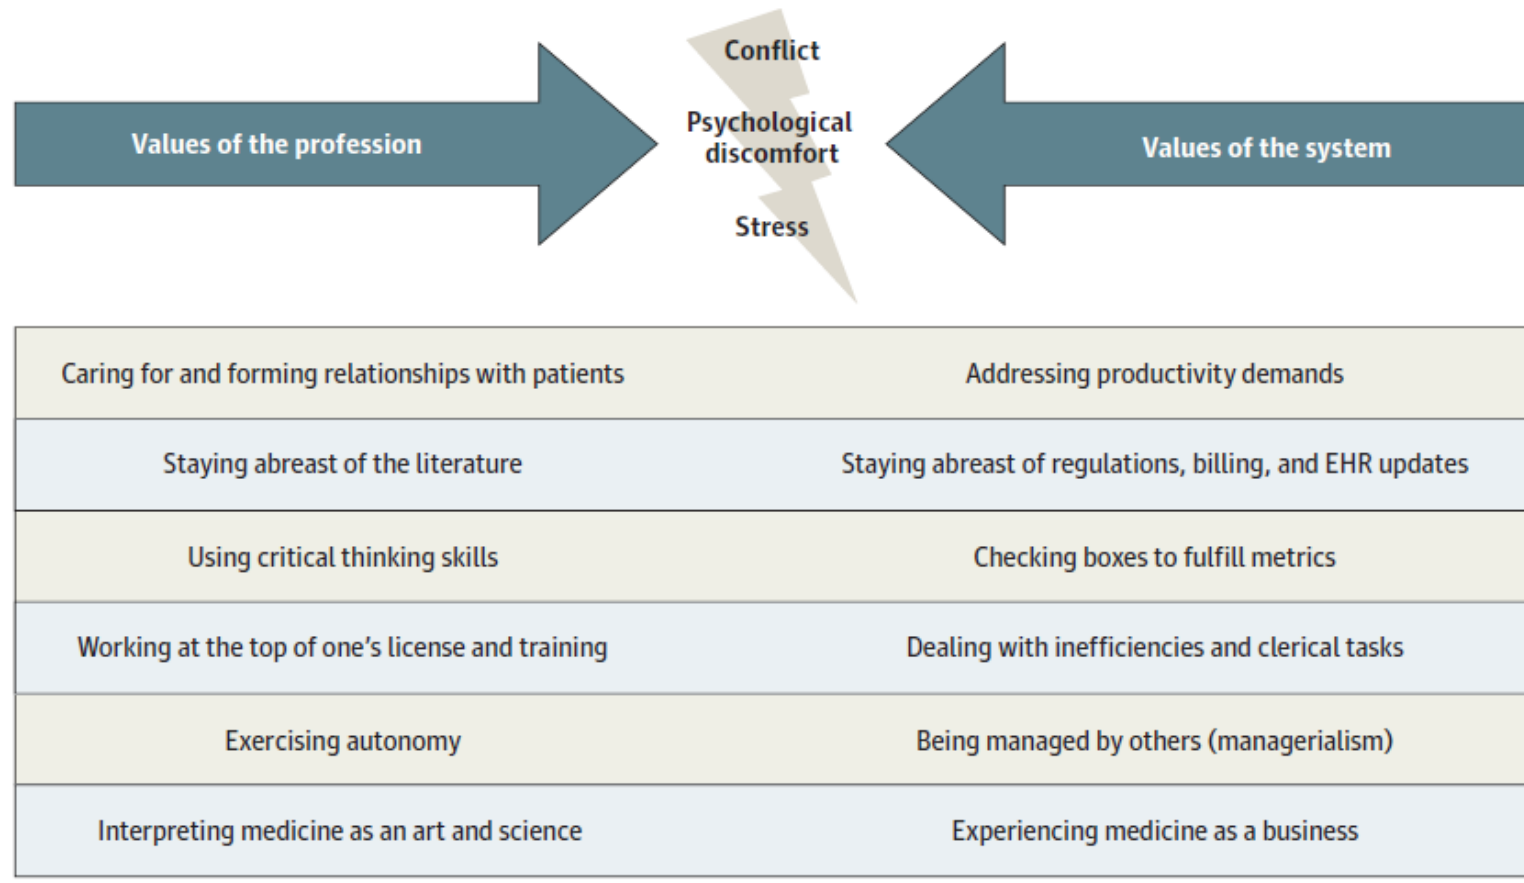 Conflict
Values of the profession
Psychological
discomfort
Values of the system
Stress
Caring for and forming relationships with patients
Addressing productivity demands
Staying abreast of the literature
Staying abreast of regulations, billing, and EHR updates
Using critical thinking skills
Checking boxes to fulfill metrics
Working at the top of one's license and training
Dealing with inefficiencies and clerical tasks
Exercising autonomy
Being managed by others (managerialism)
Interpreting medicine as an art and science
Experiencing medicine as a business